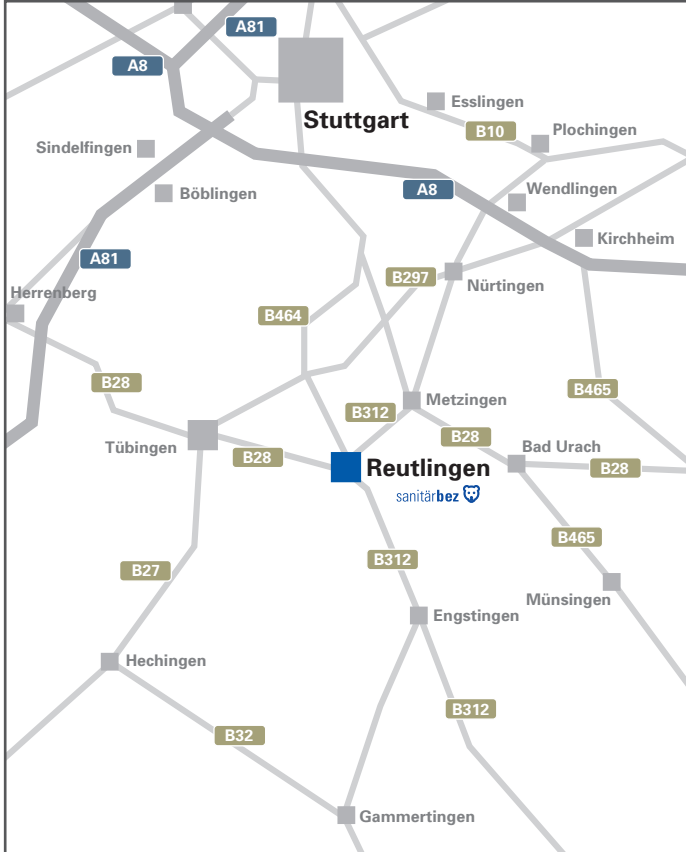 A81
A8
Stuttgart
Esslingen
B10
Plochingen
Sindelfingen
Böblingen
A8
Wendlingen
Kirchheim
A81
B297
Nürtingen
Herrenberg
B464
B28
B465
Metzingen
B312
B28
Tübingen
B28
Bad Urach
B28
Reutlingen
sanitärbez
B465
B312
B27
Münsingen
Engstingen
Hechingen
B312
B32
Gammertingen